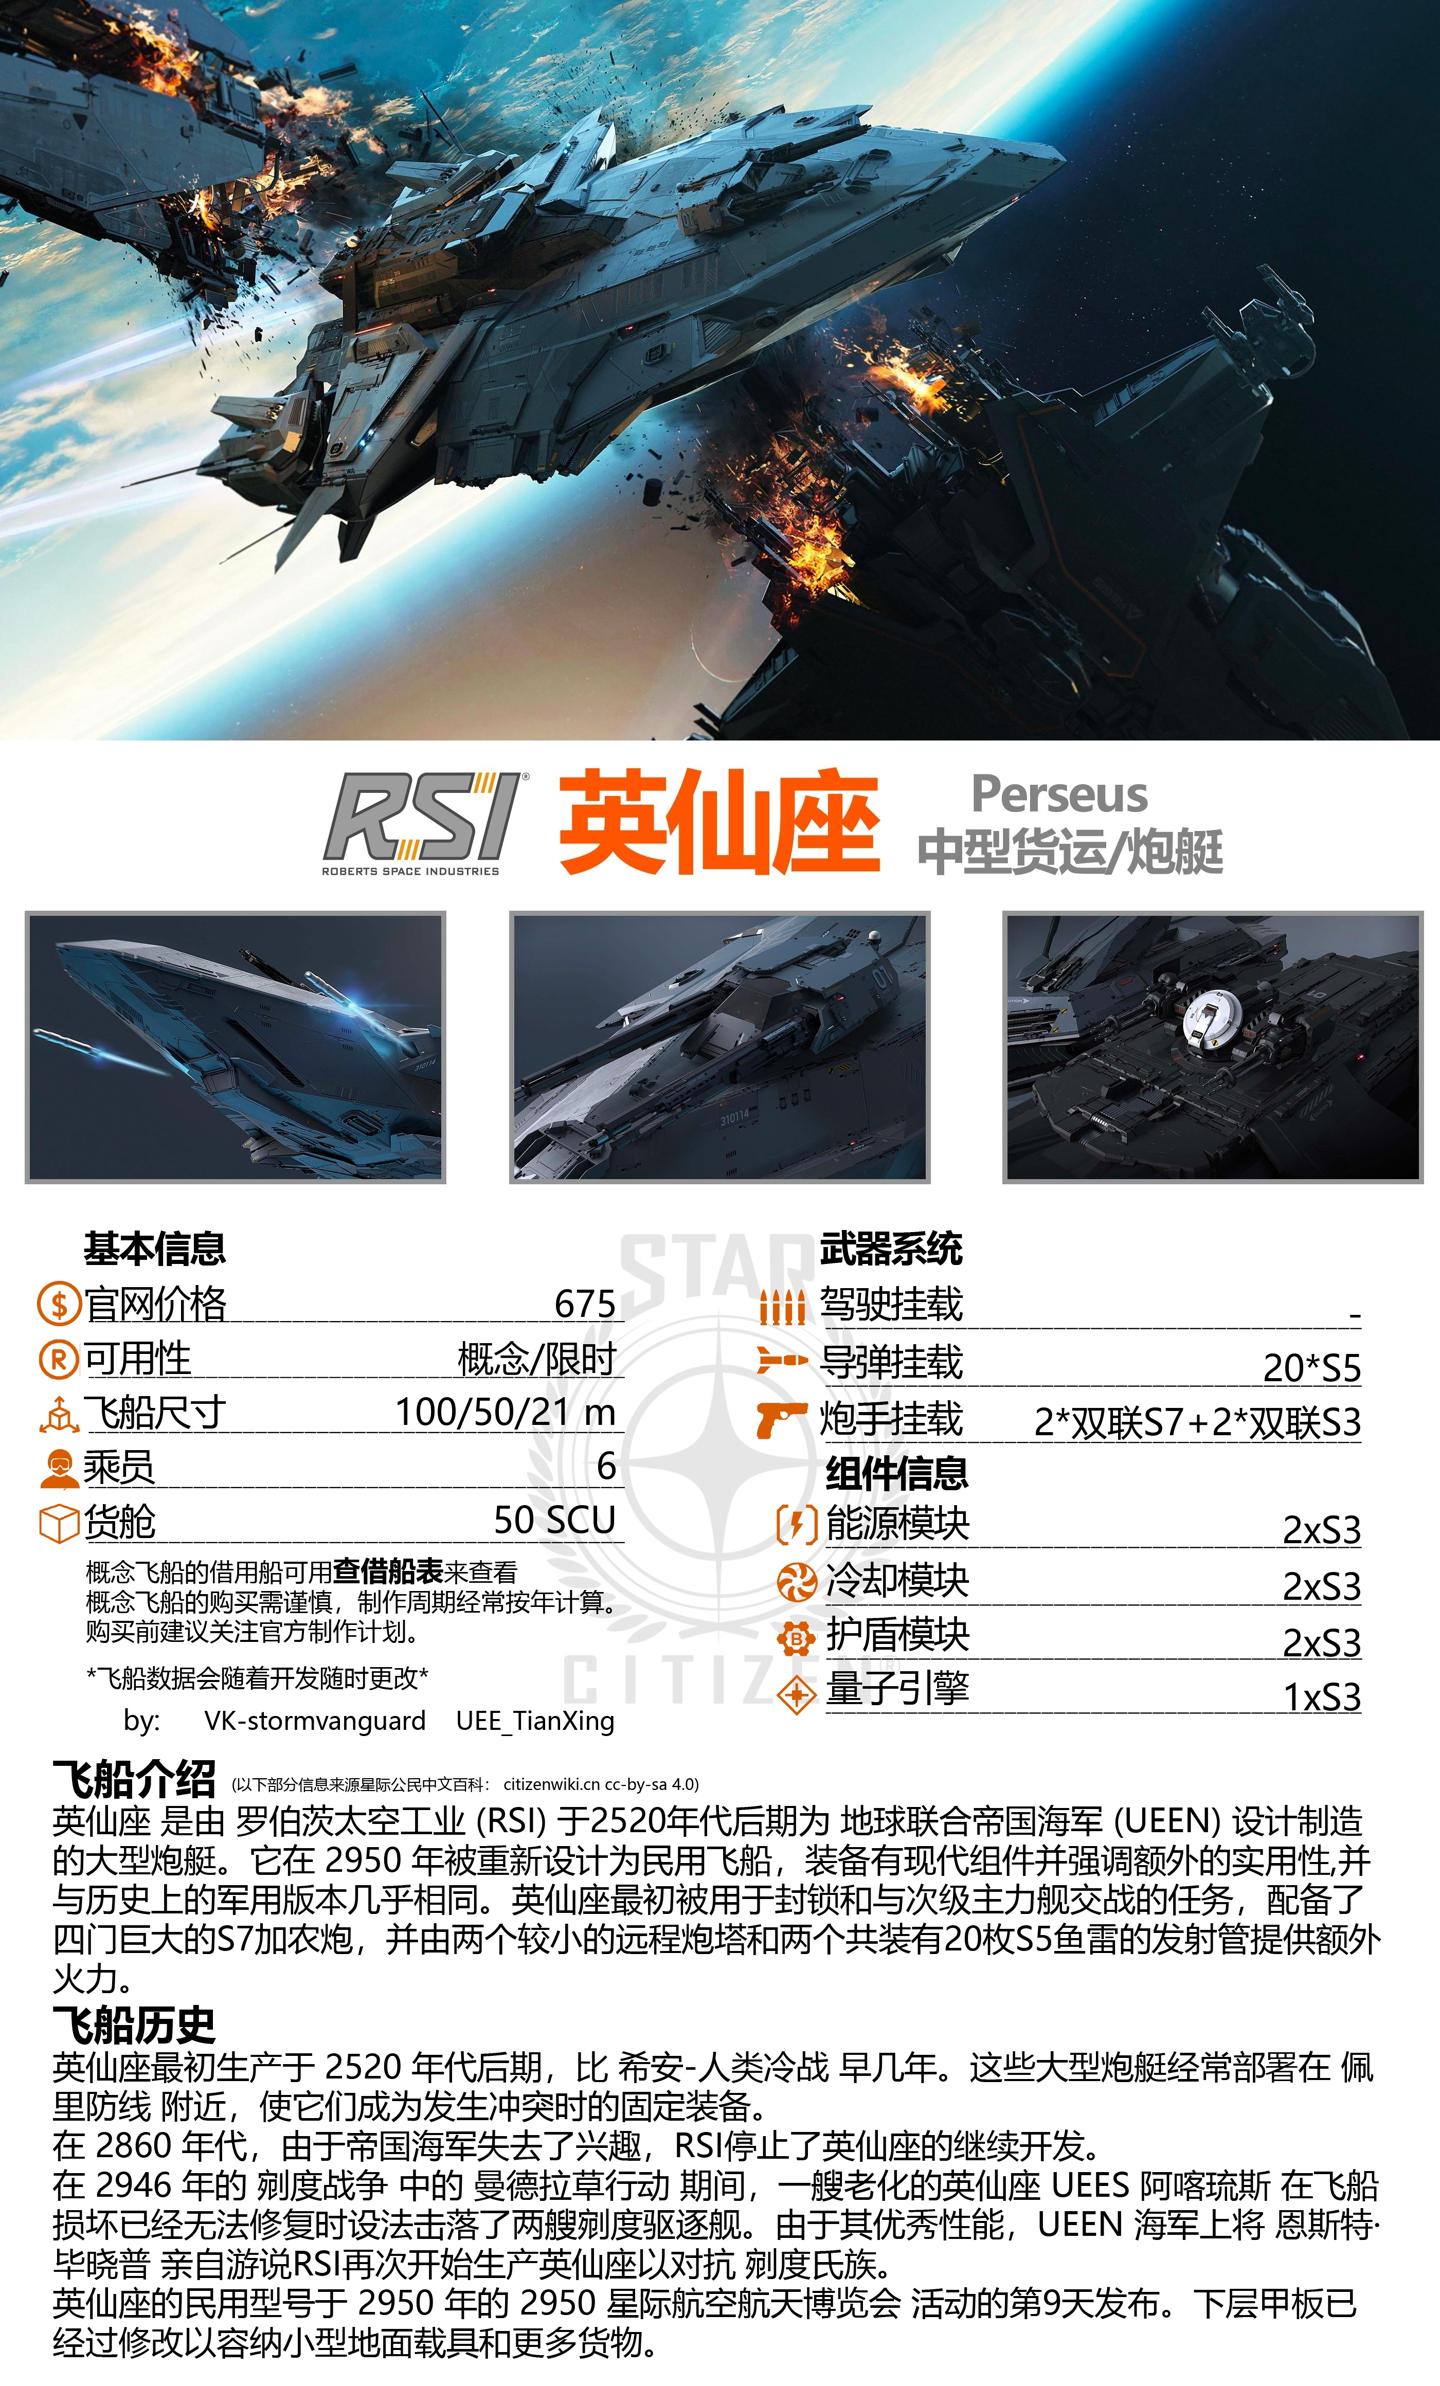 RSI®
ROBERTS SPACE INDUSTRIES
英仙座
Perseus
中型货运/炮艇
310114
01
310114
STAR
CITIZEN
基本信息
官网价格 675
可用性 概念/限时
飞船尺寸 100/50/21 m
乘员 6
货舱 50 SCU
概念飞船的借用船可用查借船表来查看
概念飞船的购买需谨慎，制作周期经常按年计算。
购买前建议关注官方制作计划。
*飞船数据会随着开发随时更改*
by: VK-stormvanguard UEE_TianXing
武器系统
驾驶挂载 -
导弹挂载 20*S5
炮手挂载 2*双联S7+2*双联S3
组件信息
能源模块 2xS3
冷却模块 2xS3
护盾模块 2xS3
量子引擎 1xS3
飞船介绍 (以下部分信息来源星际公民中文百科： citizenwiki.cn cc-by-sa 4.0)
英仙座 是由 罗伯茨太空工业 (RSI) 于2520年代后期为 地球联合帝国海军 (UEEN) 设计制造
的大型炮艇。它在 2950 年被重新设计为民用飞船，装备有现代组件并强调额外的实用性,并
与历史上的军用版本几乎相同。英仙座最初被用于封锁和与次级主力舰交战的任务，配备了
四门巨大的S7加农炮，并由两个较小的远程炮塔和两个共装有20枚S5鱼雷的发射管提供额外
火力。
飞船历史
英仙座最初生产于 2520 年代后期，比 希安-人类冷战 早几年。这些大型炮艇经常部署在 佩
里防线 附近，使它们成为发生冲突时的固定装备。
在 2860 年代，由于帝国海军失去了兴趣，RSI停止了英仙座的继续开发。
在 2946 年的 剜度战争 中的 曼德拉草行动 期间，一艘老化的英仙座 UEES 阿喀琉斯 在飞船
损坏已经无法修复时设法击落了两艘剜度驱逐舰。由于其优秀性能，UEEN 海军上将 恩斯特·
毕晓普 亲自游说RSI再次开始生产英仙座以对抗 剜度氏族。
英仙座的民用型号于 2950 年的 2950 星际航空航天博览会 活动的第9天发布。下层甲板已
经过修改以容纳小型地面载具和更多货物。